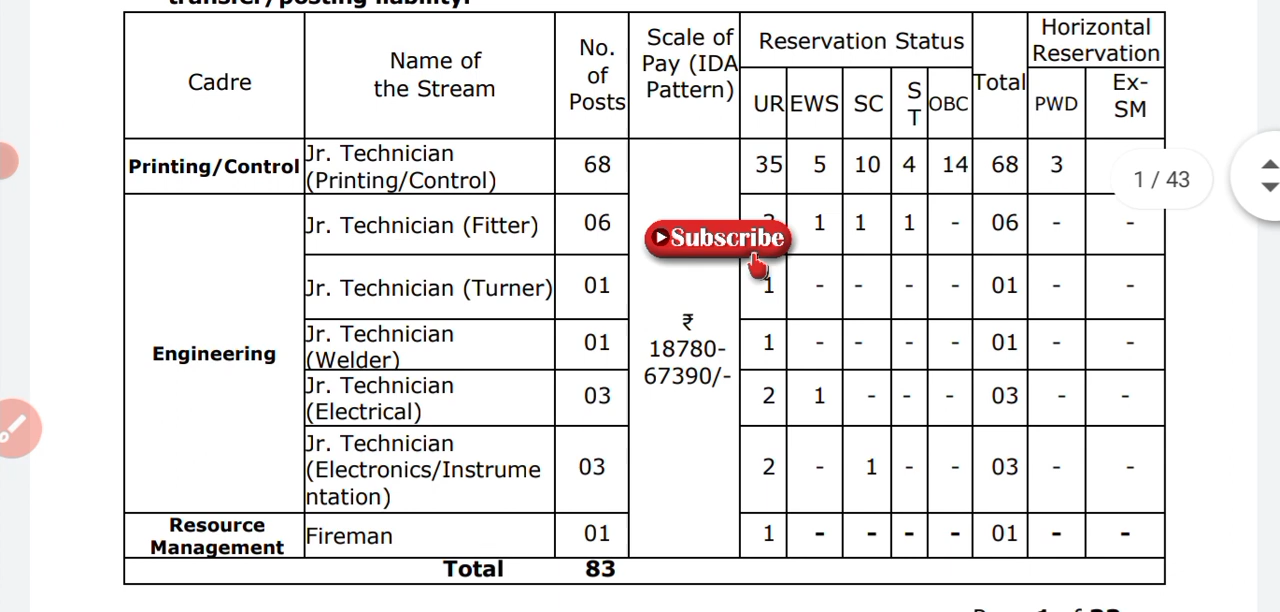 transfer/posting liability.
Cadre
Name of
the Stream
No.
of
Posts
Scale of
Pay (IDA
Pattern)
Reservation Status
Total
Horizontal
Reservation
UR EWS SC S
T OBC
PWD
Ex-
SM
Printing/Control
Jr. Technician
(Printing/Control)
68
35 5 10 4 14 68 3
1 / 43
Engineering
Jr. Technician (Fitter)
06
1 1 1 - 06 - -
Subscribe
Jr. Technician (Turner)
01
1 - - - - 01 - -
Jr. Technician
(Welder)
01
₹
18780-
67390/-
1 - - - - 01 - -
Jr. Technician
(Electrical)
03
2 1 - - - 03 - -
Jr. Technician
(Electronics/Instrume
ntation)
03
2 - 1 - - 03 - -
Resource
Management
Fireman
01
1 - - - - 01 - -
Total 83